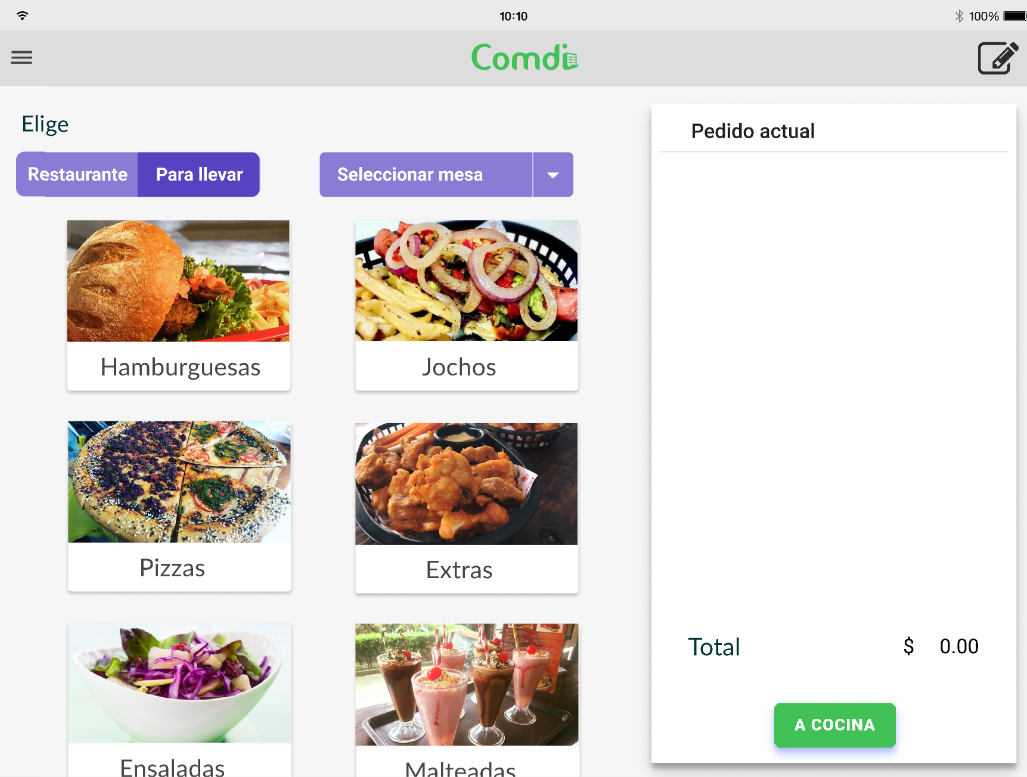 10:10
100%
Comdi
Elige
Restaurante
Para llevar
Seleccionar mesa
Hamburguesas
Jochos
Pizzas
Extras
Ensaladas
Malteadas
Pedido actual
Total $ 0.00
A COCINA